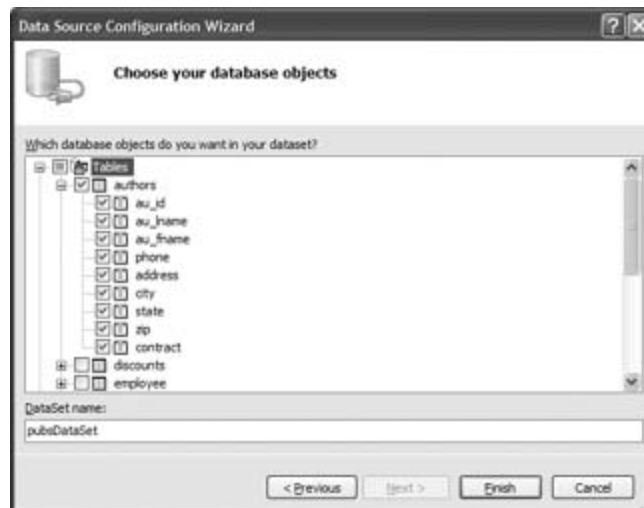 Data Source Configuration Wizard
Choose your database objects
Which database objects do you want in your dataset?
Tables
authors
au_id
au_lname
au_fname
phone
address
city
state
zip
contract
discounts
employee
DataSet name:
pubsDataSet
< Previous
Next >
Finish
Cancel